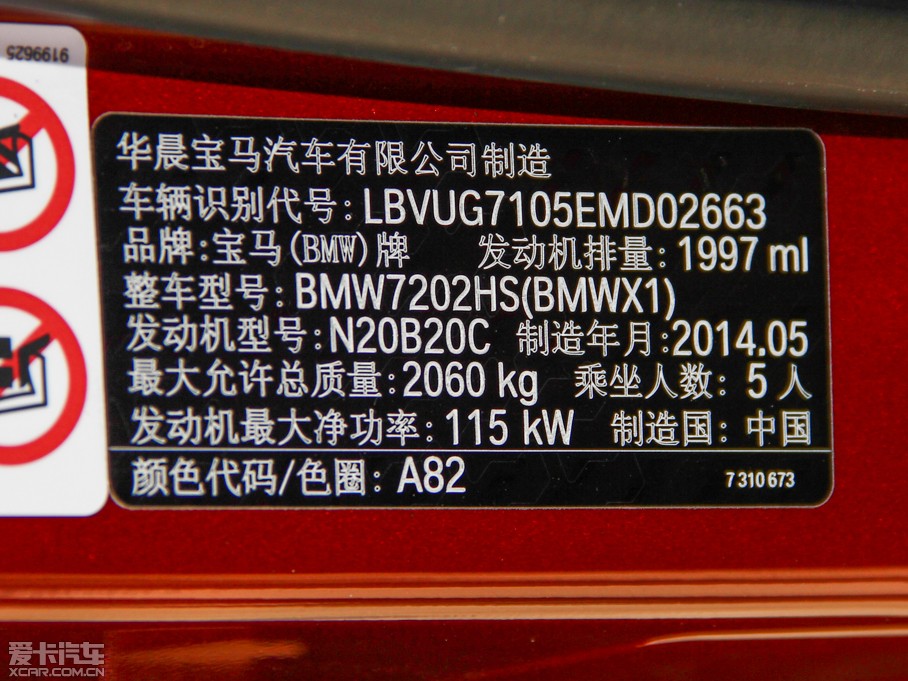 9199625
华晨宝马汽车有限公司制造
车辆识别代号: LBVUG7105EMD02663
品牌: 宝马(BMW)牌 发动机排量: 1997 ml
整车型号: BMW7202HS(BMWX1)
发动机型号: N20B20C 制造年月: 2014.05
最大允许总质量: 2060 kg 乘坐人数: 5 人
发动机最大净功率: 115 kW 制造国: 中国
颜色代码/色圈: A82 7 310 673
爱卡汽车
XCAR.COM.CN